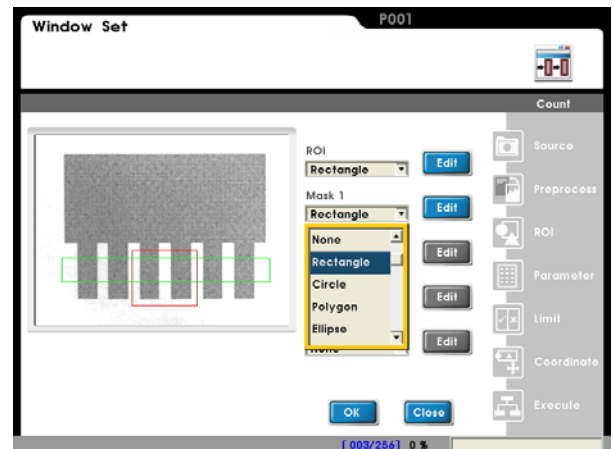 P001
Window Set
Count
ROI
Rectangle
Edit
Mask 1
Rectangle
Edit
None
Rectangle
Circle
Polygon
Ellipse
Edit
Edit
Edit
None
OK
Close
Source
Preprocess
ROI
Parameter
Limit
Coordinate
Execute
[003/256] 0 %